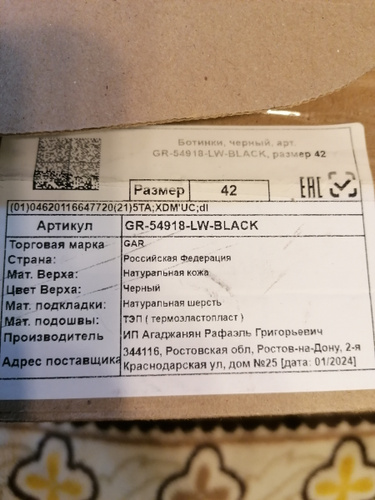 Ботинки, черный, арт.
GR-54918-LW-BLACK, размер 42
Размер 42
EAC
(01)04620116647720(21)5TA;XDM'UC;dI
Артикул GR-54918-LW-BLACK
Торговая марка GAR
Страна: Российская Федерация
Мат. Верха: Натуральная кожа
Цвет Верха: Черный
Мат. подкладки: Натуральная шерсть
Мат. подошвы: ТЭП ( термоэластопласт )
Производитель ИП Агаджанян Рафаэль Григорьевич
Адрес поставщика 344116, Ростовская обл, Ростов-на-Дону, 2-я
Краснодарская ул, дом №25 [дата: 01/2024]